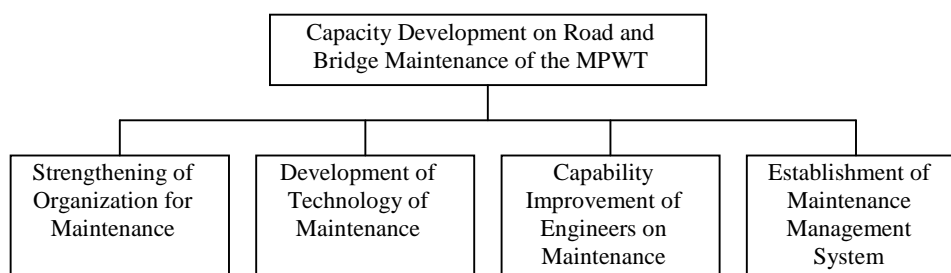 Capacity Development on Road and
Bridge Maintenance of the MPWT
Strengthening of
Organization for
Maintenance
Development of
Technology of
Maintenance
Capability
Improvement of
Engineers on
Maintenance
Establishment of
Maintenance
Management
System